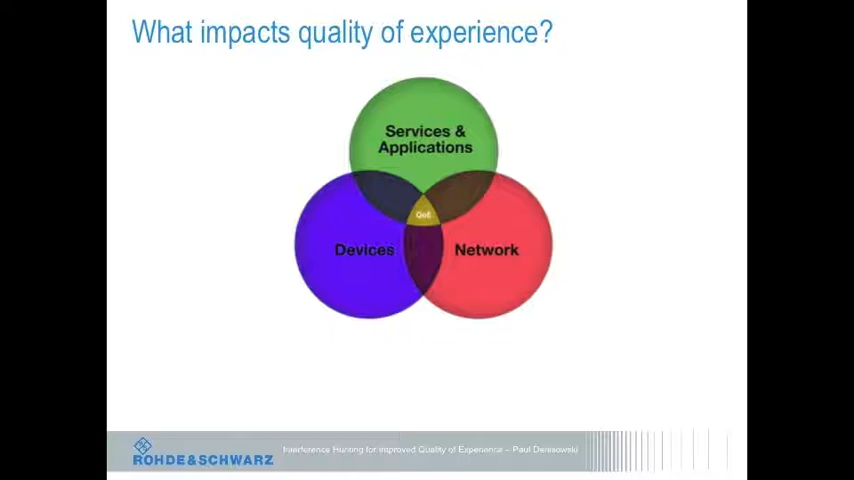 What impacts quality of experience?
Services &
Applications
QoE
Devices
Network
ROHDE&SCHWARZ
Interference Hunting for Improved Quality of Experience – Paul Denisowski